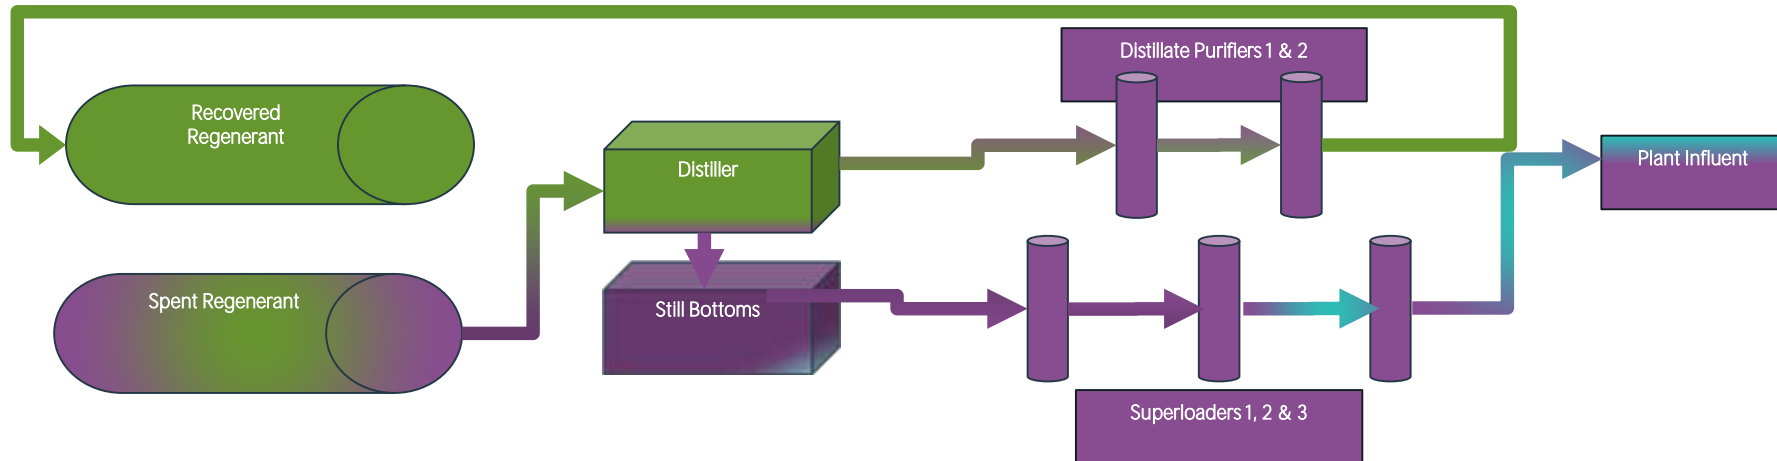 Distillate Purifiers 1 & 2
Recovered
Regenerant
Distiller
Plant Influent
Spent Regenerant
Still Bottoms
Superloaders 1, 2 & 3